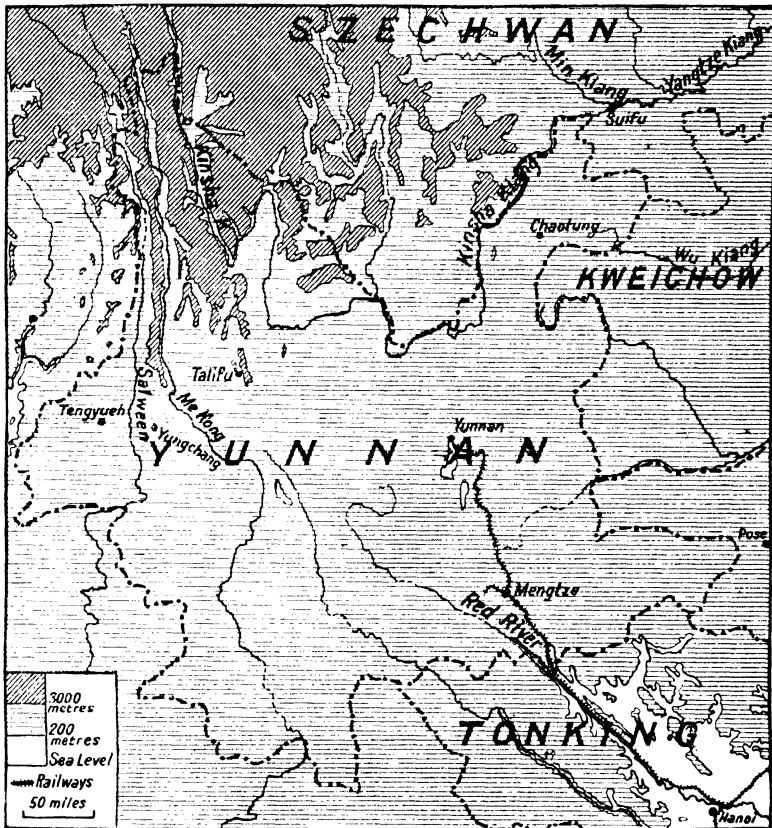 SZECHWAN
Min Kiang
Yangtze Kiang
Suifu
Kinsha K
Kinsha Kiang
Chaotung
Wu Kiang
KWEICHOW
Talifu
Salween
Me Kong
Tengyueh
Yungchang
Yunnan
YUNNAN
Pose
Mengtze
Red River
TONKING
Hanoi
3000
metres
200
metres
Sea Level
Railways
50 miles